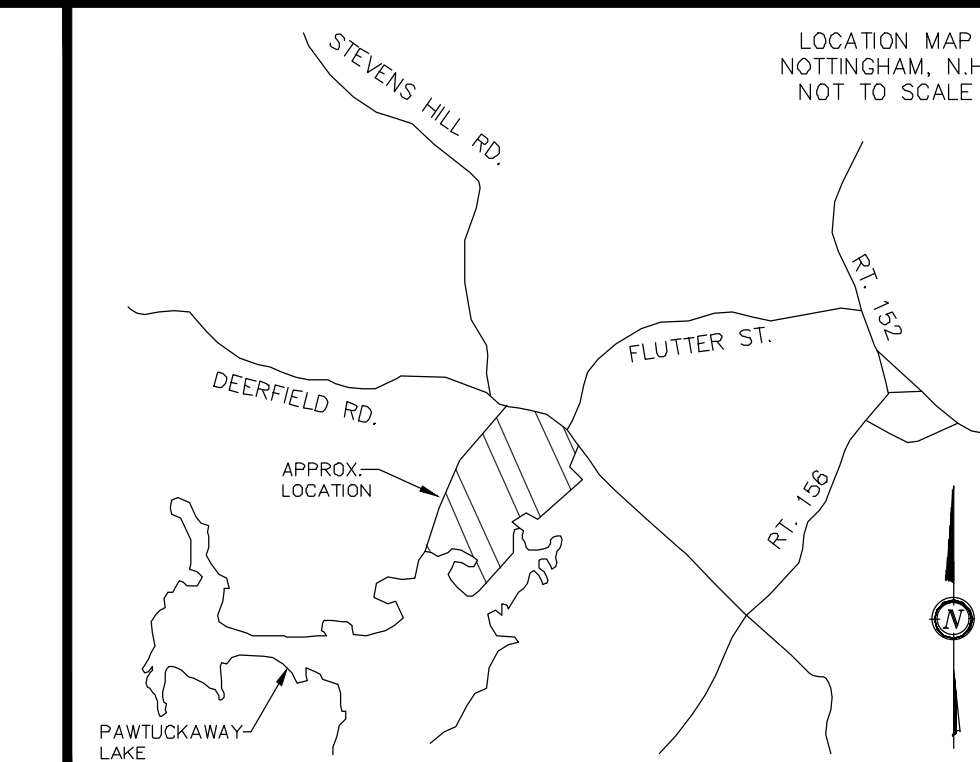 LOCATION MAP
NOTTINGHAM, N.H
NOT TO SCALE
STEVENS HILL RD.
RT. 152
FLUTTER ST.
DEERFIELD RD.
APPROX.
LOCATION
RT. 156
N
PAWTUCKAWAY
LAKE